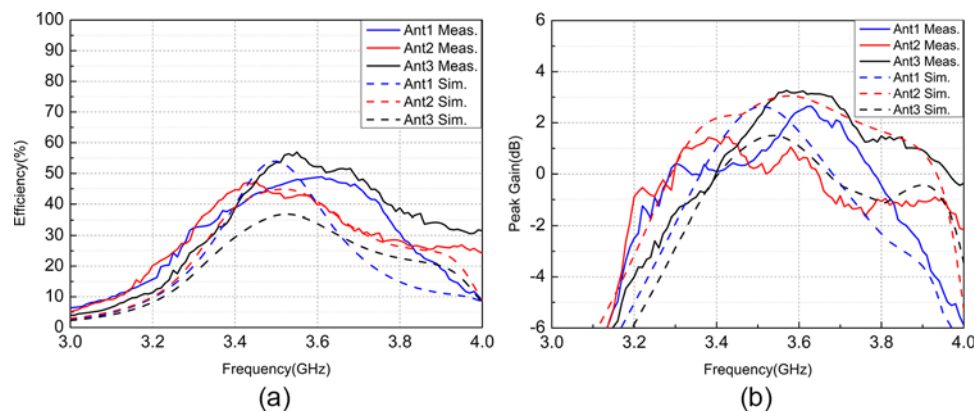 100
90
80
70
60
50
40
30
20
10
0
Efficiency(%)
3.0
3.2
3.4
3.6
3.8
4.0
Frequency(GHz)
Ant1 Meas.
Ant2 Meas.
Ant3 Meas.
Ant1 Sim.
Ant2 Sim.
Ant3 Sim.
(a)
6
4
2
0
-2
-4
-6
Peak Gain(dB)
3.0
3.2
3.4
3.6
3.8
4.0
Frequency(GHz)
Ant1 Meas.
Ant2 Meas.
Ant3 Meas.
Ant1 Sim.
Ant2 Sim.
Ant3 Sim.
(b)